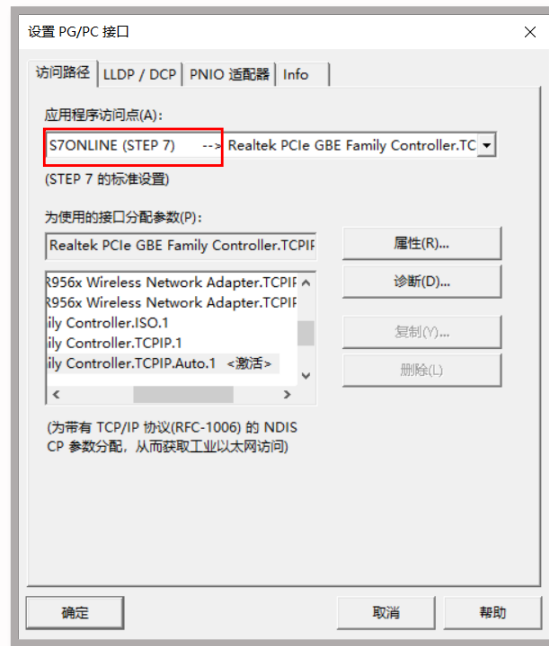 设置 PG/PC 接口
访问路径 LLDP / DCP PNIO 适配器 Info
应用程序访问点(A):
S7ONLINE (STEP 7) --> Realtek PCIe GBE Family Controller.TC
(STEP 7 的标准设置)
为使用的接口分配参数(P):
Realtek PCIe GBE Family Controller.TCPIP
属性(R)...
R956x Wireless Network Adapter.TCPIP
诊断(D)...
R956x Wireless Network Adapter.TCPIP
ily Controller.ISO.1
复制(Y)...
ily Controller.TCPIP.1
ily Controller.TCPIP.Auto.1 <激活>
删除(L)
(为带有 TCP/IP 协议(RFC-1006) 的 NDIS
CP 参数分配，从而获取工业以太网访问)
确定 取消 帮助